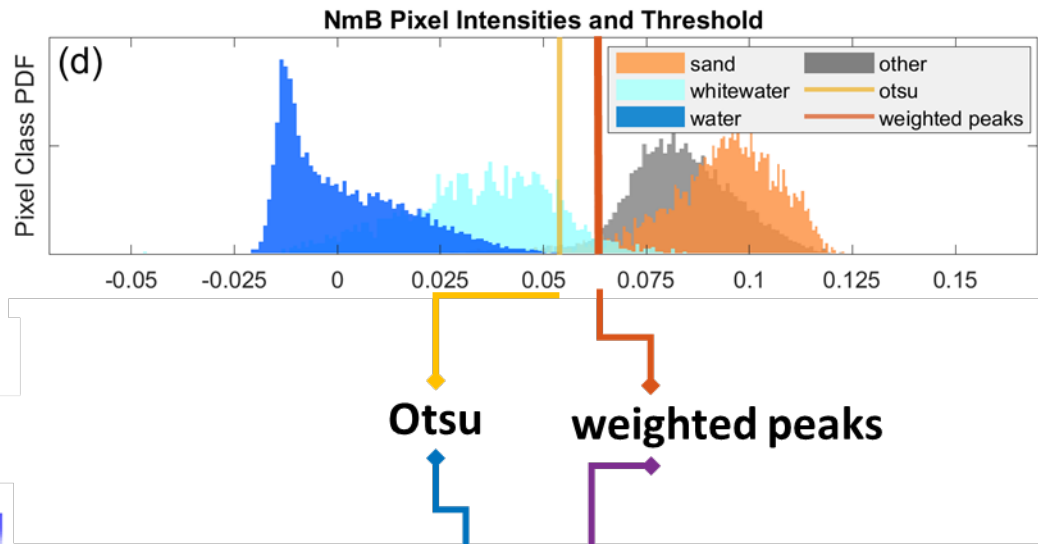 NmB Pixel Intensities and Threshold
(d)
Pixel Class PDF
sand
other
whitewater
otsu
water
weighted peaks
-0.05 -0.025 0 0.025 0.05 0.075 0.1 0.125 0.15
Otsu
weighted peaks